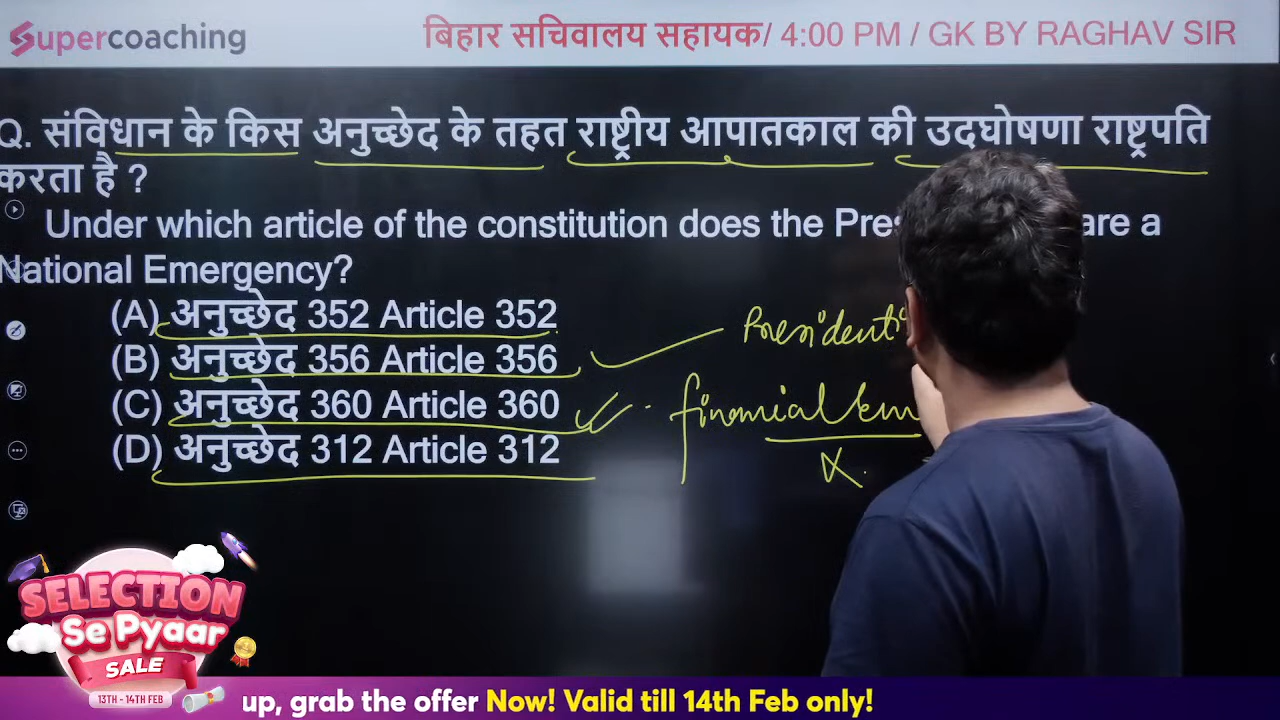 Supercoaching
बिहार सचिवालय सहायक/ 4:00 PM / GK BY RAGHAV SIR
Q. संविधान के किस अनुच्छेद के तहत राष्ट्रीय आपातकाल की उदघोषणा राष्ट्रपति
करता है ?
Under which article of the constitution does the Pres are a
National Emergency?
(A) अनुच्छेद 352 Article 352
(B) अनुच्छेद 356 Article 356
Presidenti
(C) अनुच्छेद 360 Article 360
financial Em
(D) अनुच्छेद 312 Article 312
SELECTION
Se Pyaar
SALE
13TH - 14TH FEB
up, grab the offer Now! Valid till 14th Feb only!